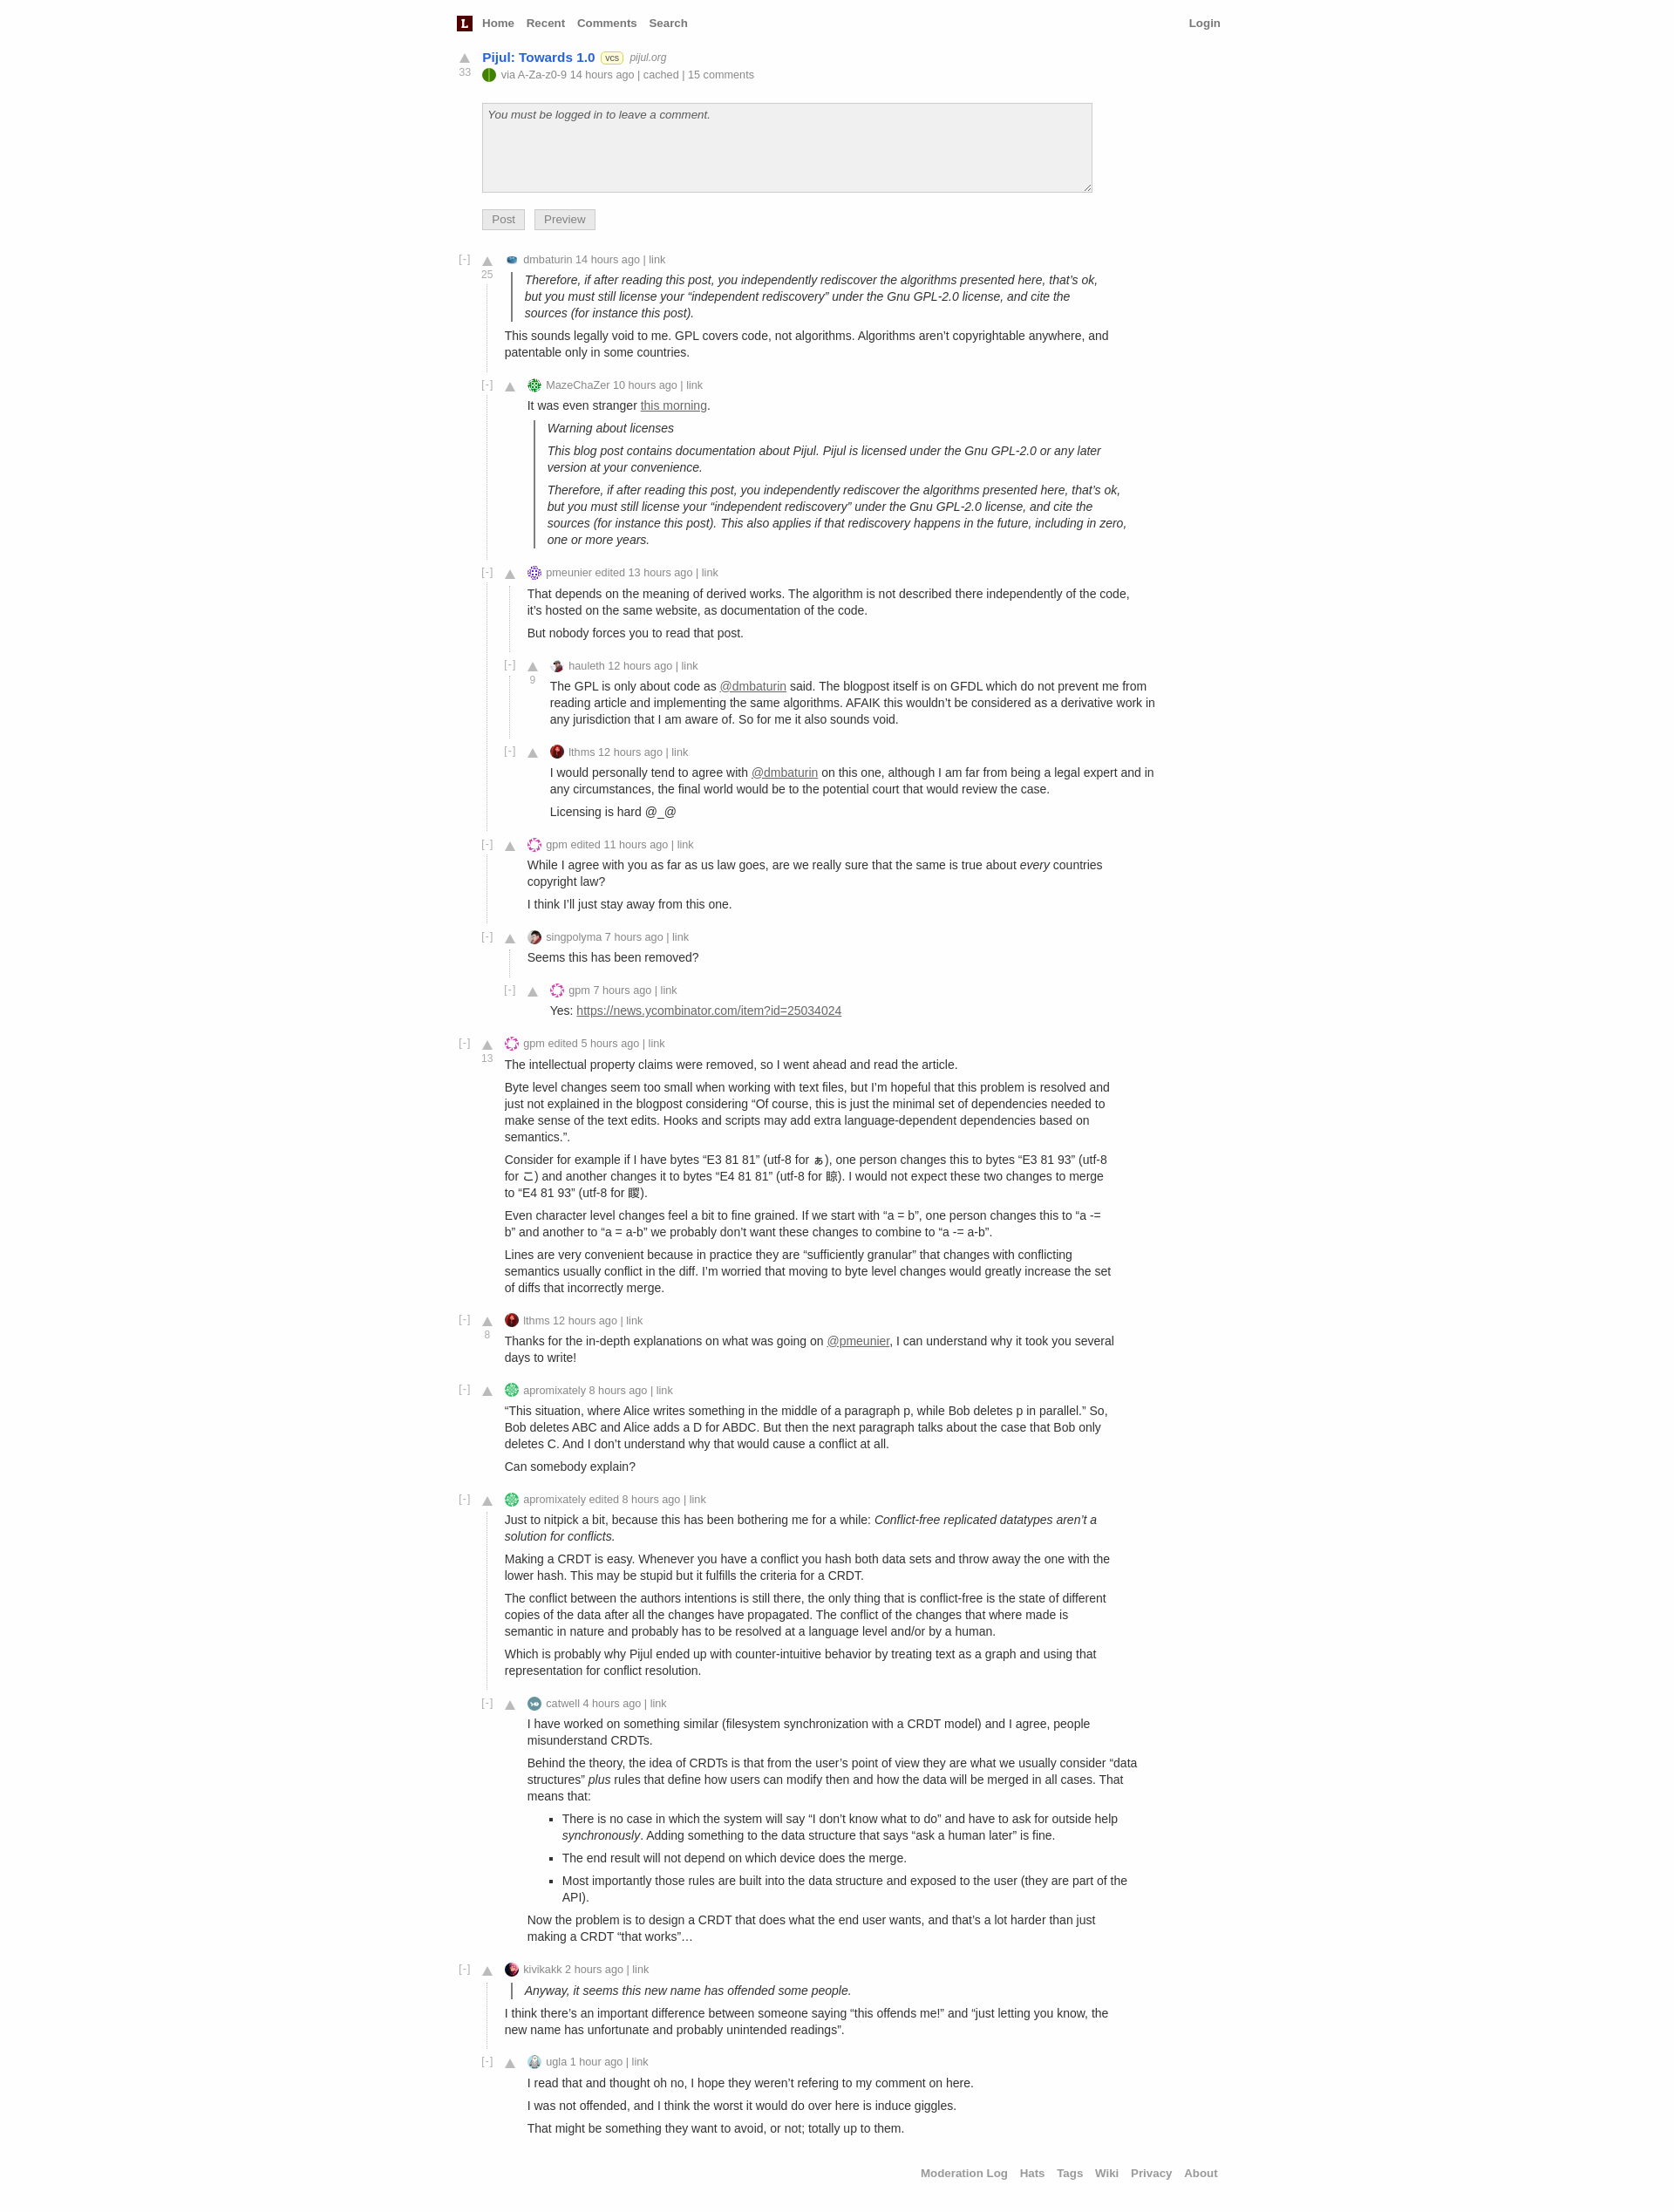 L Home Recent Comments Search Login
Pijul: Towards 1.0 vcs pijul.org
33
via A-Za-z0-9 14 hours ago | cached | 15 comments
You must be logged in to leave a comment.
Post Preview
[-] dmbaturin 14 hours ago | link
25
Therefore, if after reading this post, you independently rediscover the algorithms presented here, that’s ok,
but you must still license your “independent rediscovery” under the Gnu GPL-2.0 license, and cite the
sources (for instance this post).
This sounds legally void to me. GPL covers code, not algorithms. Algorithms aren’t copyrightable anywhere, and
patentable only in some countries.
[-] MazeChaZer 10 hours ago | link
It was even stranger this morning.
Warning about licenses
This blog post contains documentation about Pijul. Pijul is licensed under the Gnu GPL-2.0 or any later
version at your convenience.
Therefore, if after reading this post, you independently rediscover the algorithms presented here, that’s ok,
but you must still license your “independent rediscovery” under the Gnu GPL-2.0 license, and cite the
sources (for instance this post). This also applies if that rediscovery happens in the future, including in zero,
one or more years.
[-] pmeunier edited 13 hours ago | link
That depends on the meaning of derived works. The algorithm is not described there independently of the code,
it’s hosted on the same website, as documentation of the code.
But nobody forces you to read that post.
[-] hauleth 12 hours ago | link
9
The GPL is only about code as @dmbaturin said. The blogpost itself is on GFDL which do not prevent me from
reading article and implementing the same algorithms. AFAIK this wouldn’t be considered as a derivative work in
any jurisdiction that I am aware of. So for me it also sounds void.
[-] lthms 12 hours ago | link
I would personally tend to agree with @dmbaturin on this one, although I am far from being a legal expert and in
any circumstances, the final world would be to the potential court that would review the case.
Licensing is hard @_@
[-] gpm edited 11 hours ago | link
While I agree with you as far as us law goes, are we really sure that the same is true about every countries
copyright law?
I think I’ll just stay away from this one.
[-] singpolyma 7 hours ago | link
Seems this has been removed?
[-] gpm 7 hours ago | link
Yes: https://news.ycombinator.com/item?id=25034024
[-] gpm edited 5 hours ago | link
13
The intellectual property claims were removed, so I went ahead and read the article.
Byte level changes seem too small when working with text files, but I’m hopeful that this problem is resolved and
just not explained in the blogpost considering “Of course, this is just the minimal set of dependencies needed to
make sense of the text edits. Hooks and scripts may add extra language-dependent dependencies based on
semantics.”.
Consider for example if I have bytes “E3 81 81” (utf-8 for ぁ), one person changes this to bytes “E3 81 93” (utf-8
for こ) and another changes it to bytes “E4 81 81” (utf-8 for 䁁). I would not expect these two changes to merge
to “E4 81 93” (utf-8 for 䁓).
Even character level changes feel a bit to fine grained. If we start with “a = b”, one person changes this to “a -=
b” and another to “a = a-b” we probably don’t want these changes to combine to “a -= a-b”.
Lines are very convenient because in practice they are “sufficiently granular” that changes with conflicting
semantics usually conflict in the diff. I’m worried that moving to byte level changes would greatly increase the set
of diffs that incorrectly merge.
[-] lthms 12 hours ago | link
8
Thanks for the in-depth explanations on what was going on @pmeunier, I can understand why it took you several
days to write!
[-] apromixately 8 hours ago | link
“This situation, where Alice writes something in the middle of a paragraph p, while Bob deletes p in parallel.” So,
Bob deletes ABC and Alice adds a D for ABDC. But then the next paragraph talks about the case that Bob only
deletes C. And I don’t understand why that would cause a conflict at all.
Can somebody explain?
[-] apromixately edited 8 hours ago | link
Just to nitpick a bit, because this has been bothering me for a while: Conflict-free replicated datatypes aren’t a
solution for conflicts.
Making a CRDT is easy. Whenever you have a conflict you hash both data sets and throw away the one with the
lower hash. This may be stupid but it fulfills the criteria for a CRDT.
The conflict between the authors intentions is still there, the only thing that is conflict-free is the state of different
copies of the data after all the changes have propagated. The conflict of the changes that where made is
semantic in nature and probably has to be resolved at a language level and/or by a human.
Which is probably why Pijul ended up with counter-intuitive behavior by treating text as a graph and using that
representation for conflict resolution.
[-] catwell 4 hours ago | link
I have worked on something similar (filesystem synchronization with a CRDT model) and I agree, people
misunderstand CRDTs.
Behind the theory, the idea of CRDTs is that from the user’s point of view they are what we usually consider “data
structures” plus rules that define how users can modify then and how the data will be merged in all cases. That
means that:
▪ There is no case in which the system will say “I don’t know what to do” and have to ask for outside help
synchronously. Adding something to the data structure that says “ask a human later” is fine.
▪ The end result will not depend on which device does the merge.
▪ Most importantly those rules are built into the data structure and exposed to the user (they are part of the
API).
Now the problem is to design a CRDT that does what the end user wants, and that’s a lot harder than just
making a CRDT “that works”…
[-] kivikakk 2 hours ago | link
Anyway, it seems this new name has offended some people.
I think there’s an important difference between someone saying “this offends me!” and “just letting you know, the
new name has unfortunate and probably unintended readings”.
[-] ugla 1 hour ago | link
I read that and thought oh no, I hope they weren’t refering to my comment on here.
I was not offended, and I think the worst it would do over here is induce giggles.
That might be something they want to avoid, or not; totally up to them.
Moderation Log Hats Tags Wiki Privacy About